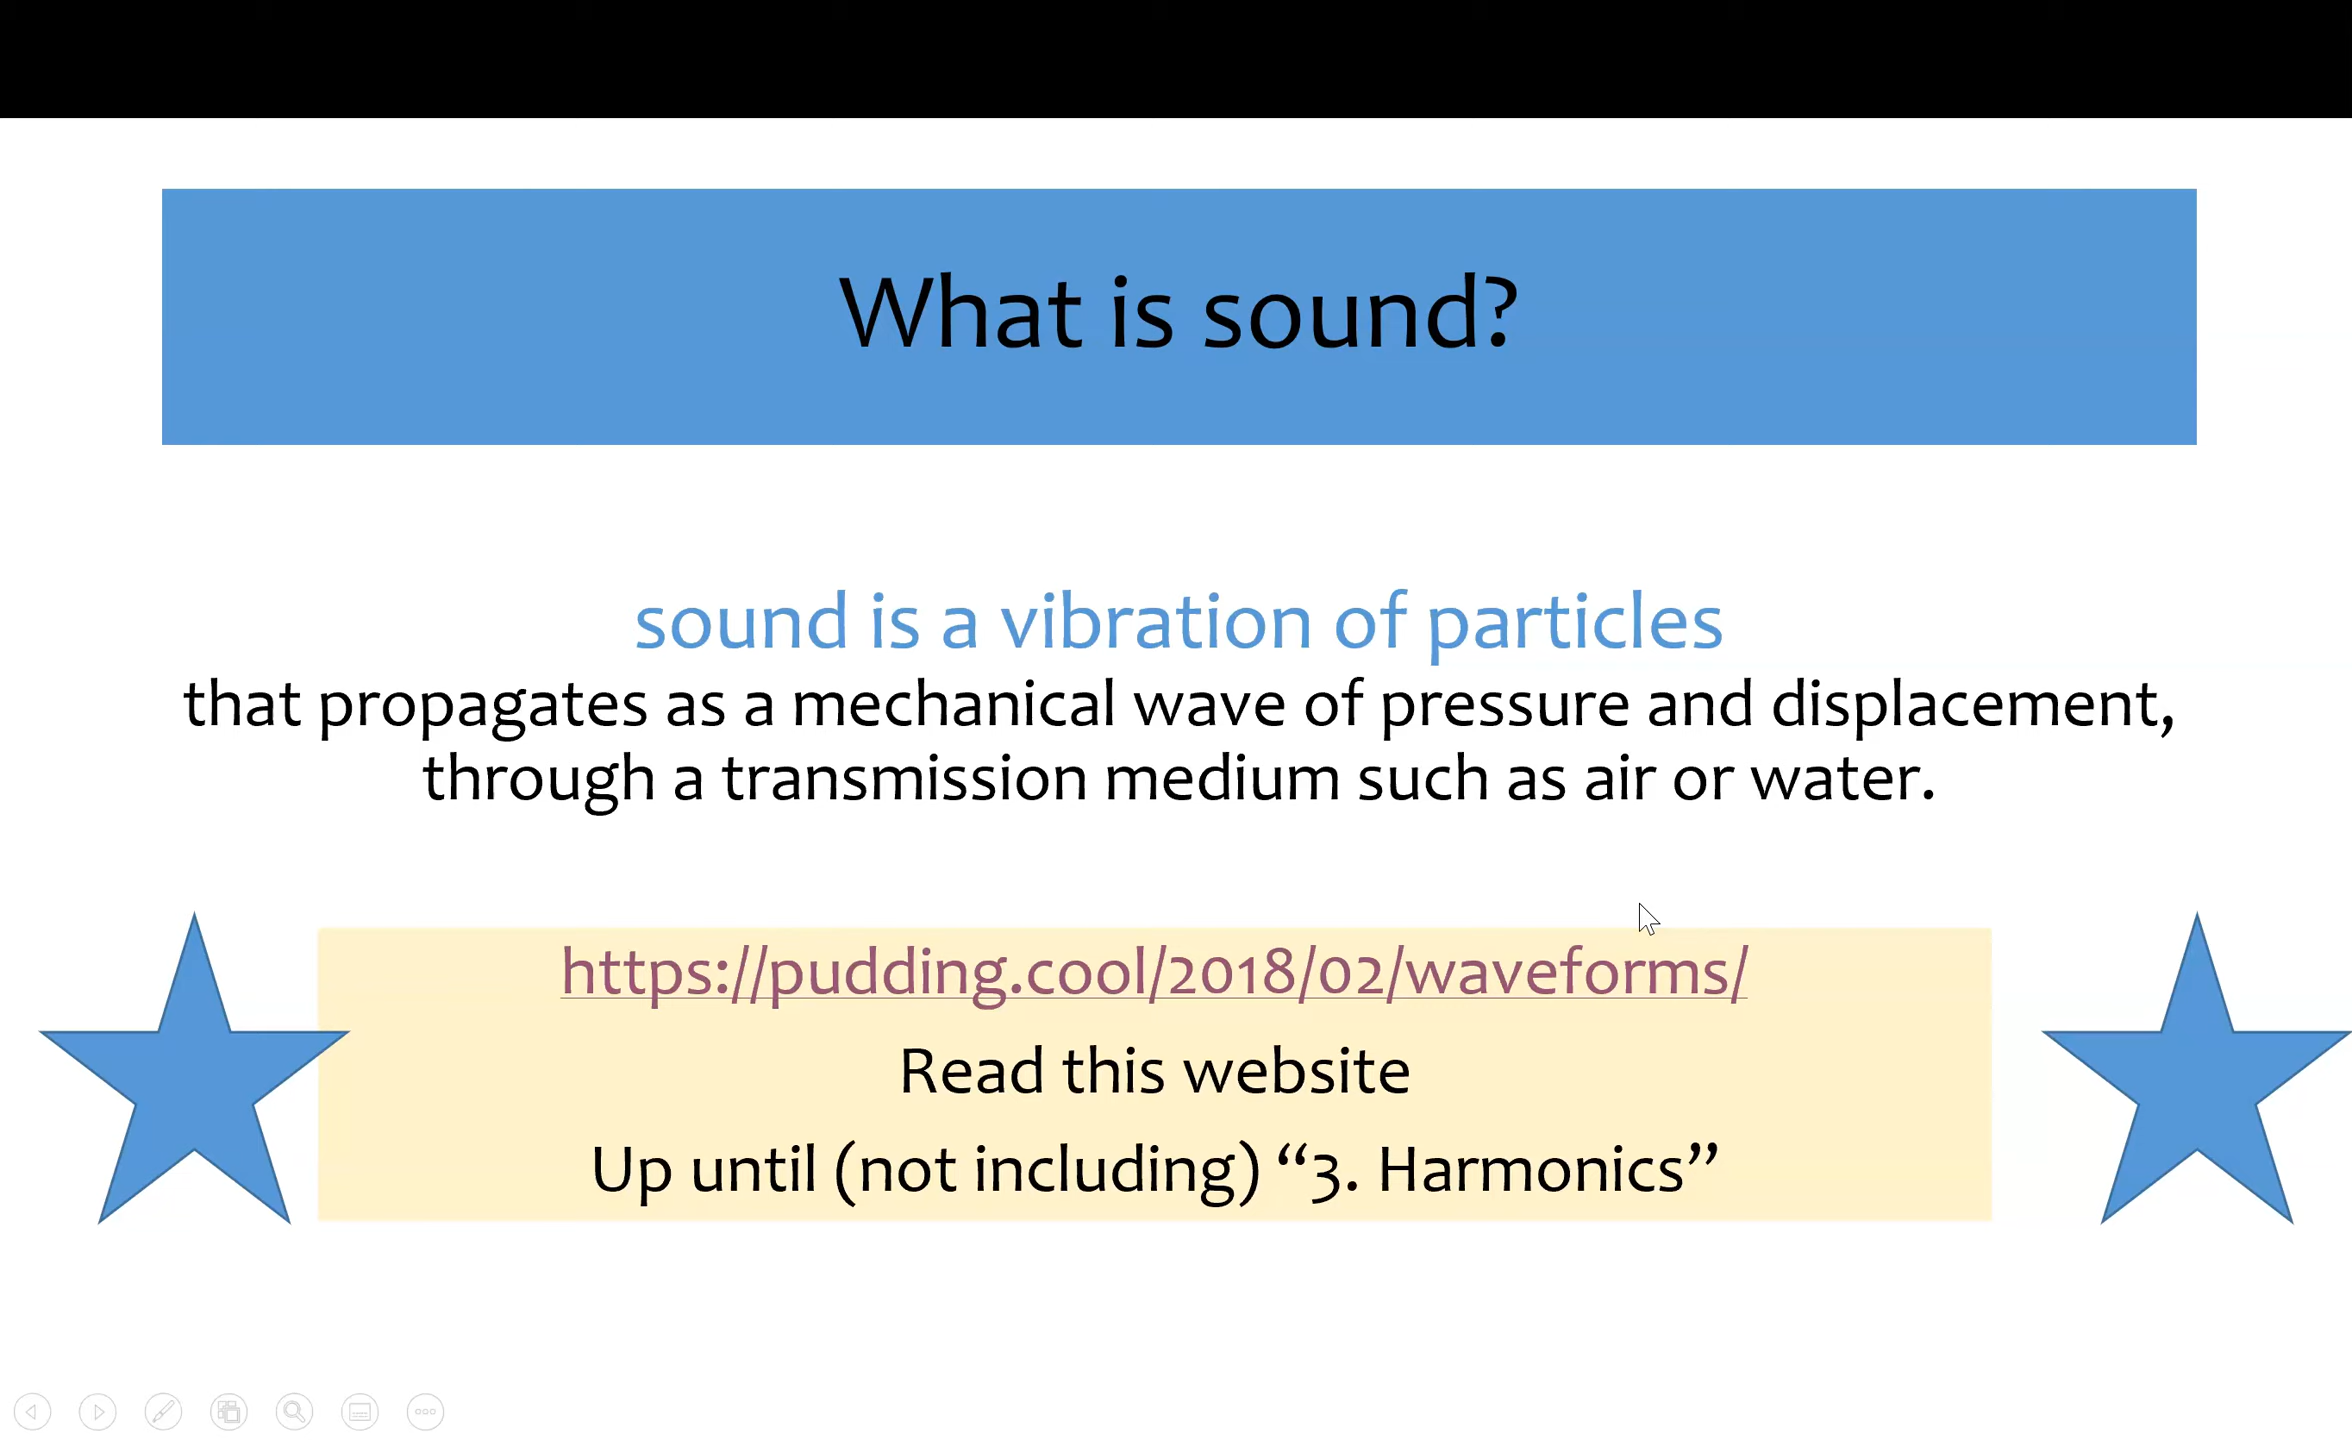 What is sound?
sound is a vibration of particles
that propagates as a mechanical wave of pressure and displacement,
through a transmission medium such as air or water.
https://pudding.cool/2018/02/waveforms/
Read this website
Up until (not including) “3. Harmonics”